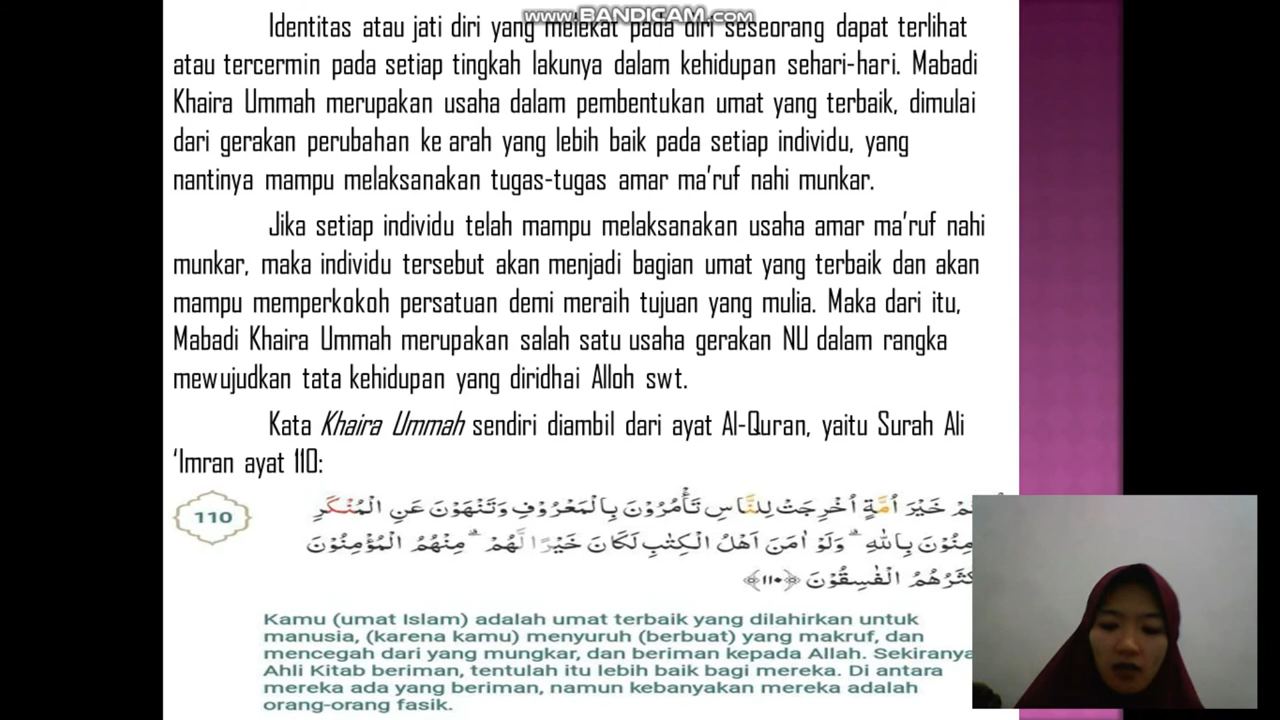 www.BANDICAM.com
Identitas atau jati diri yang melekat pada diri seseorang dapat terlihat
atau tercermin pada setiap tingkah lakunya dalam kehidupan sehari-hari. Mabadi
Khaira Ummah merupakan usaha dalam pembentukan umat yang terbaik, dimulai
dari gerakan perubahan ke arah yang lebih baik pada setiap individu, yang
nantinya mampu melaksanakan tugas-tugas amar ma'ruf nahi munkar.
Jika setiap individu telah mampu melaksanakan usaha amar ma'ruf nahi
munkar, maka individu tersebut akan menjadi bagian umat yang terbaik dan akan
mampu memperkokoh persatuan demi meraih tujuan yang mulia. Maka dari itu,
Mabadi Khaira Ummah merupakan salah satu usaha gerakan NU dalam rangka
mewujudkan tata kehidupan yang diridhai Alloh swt.
Kata Khaira Ummah sendiri diambil dari ayat Al-Quran, yaitu Surah Ali
‘Imran ayat 110:
110
خَيْرَ اُمَّةٍ اُخْرِجَتْ لِلنَّاسِ تَأْمُرُوْنَ بِالْمَعْرُوْفِ وَتَنْهَوْنَ عَنِ الْمُنْكَرِ
بِاللّٰهِ ۗ وَلَوْ اٰمَنَ اَهْلُ الْكِتٰبِ لَكَانَ خَيْرًا لَّهُمْ ۗ مِنْهُمُ الْمُؤْمِنُوْنَ
الْفٰسِقُوْنَ ﴿١١٠﴾
Kamu (umat Islam) adalah umat terbaik yang dilahirkan untuk
manusia, (karena kamu) menyuruh (berbuat) yang makruf, dan
mencegah dari yang mungkar, dan beriman kepada Allah. Sekiranya
Ahli Kitab beriman, tentulah itu lebih baik bagi mereka. Di antara
mereka ada yang beriman, namun kebanyakan mereka adalah
orang-orang fasik.